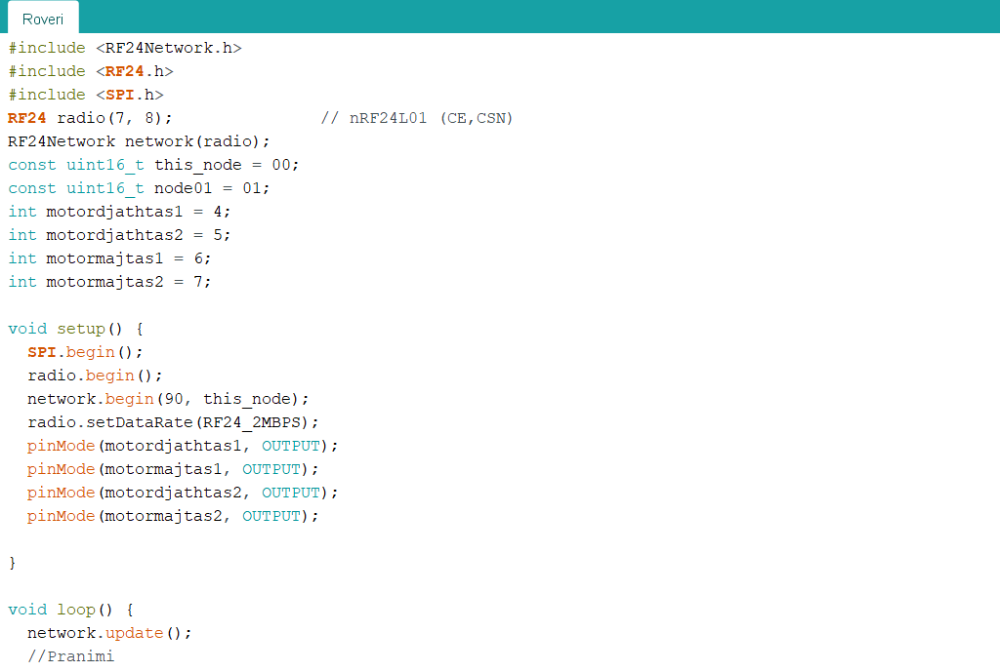 Roveri
#include <RF24Network.h>
#include <RF24.h>
#include <SPI.h>
RF24 radio(7, 8);               // nRF24L01 (CE,CSN)
RF24Network network(radio);
const uint16_t this_node = 00;
const uint16_t node01 = 01;
int motordjathtas1 = 4;
int motordjathtas2 = 5;
int motormajtas1 = 6;
int motormajtas2 = 7;
void setup() {
  SPI.begin();
  radio.begin();
  network.begin(90, this_node);
  radio.setDataRate(RF24_2MBPS);
  pinMode(motordjathtas1, OUTPUT);
  pinMode(motormajtas1, OUTPUT);
  pinMode(motordjathtas2, OUTPUT);
  pinMode(motormajtas2, OUTPUT);
}
void loop() {
  network.update();
  //Pranimi